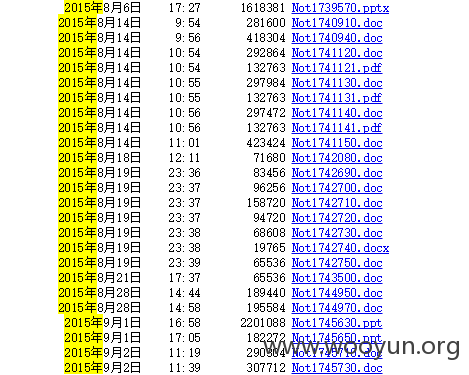 2015年8月6日 17:27 1618381 Not1739570.pptx
2015年8月14日 9:54 281600 Not1740910.doc
2015年8月14日 9:56 418304 Not1740940.doc
2015年8月14日 10:54 292864 Not1741120.doc
2015年8月14日 10:54 132763 Not1741121.pdf
2015年8月14日 10:55 297984 Not1741130.doc
2015年8月14日 10:55 132763 Not1741131.pdf
2015年8月14日 10:56 297472 Not1741140.doc
2015年8月14日 10:56 132763 Not1741141.pdf
2015年8月14日 11:01 423424 Not1741150.doc
2015年8月18日 12:11 71680 Not1742080.doc
2015年8月19日 23:36 83456 Not1742690.doc
2015年8月19日 23:37 96256 Not1742700.doc
2015年8月19日 23:37 158720 Not1742710.doc
2015年8月19日 23:37 94720 Not1742720.doc
2015年8月19日 23:38 68608 Not1742730.doc
2015年8月19日 23:38 19765 Not1742740.docx
2015年8月19日 23:39 65536 Not1742750.doc
2015年8月21日 17:37 65536 Not1743500.doc
2015年8月28日 14:44 189440 Not1744950.doc
2015年8月28日 14:58 195584 Not1744970.doc
2015年9月1日 16:58 2201088 Not1745630.ppt
2015年9月1日 17:05 182272 Not1745650.ppt
2015年9月2日 11:19
2015年9月2日 11:39 307712 Not1745730.doc
www.wooyun.org